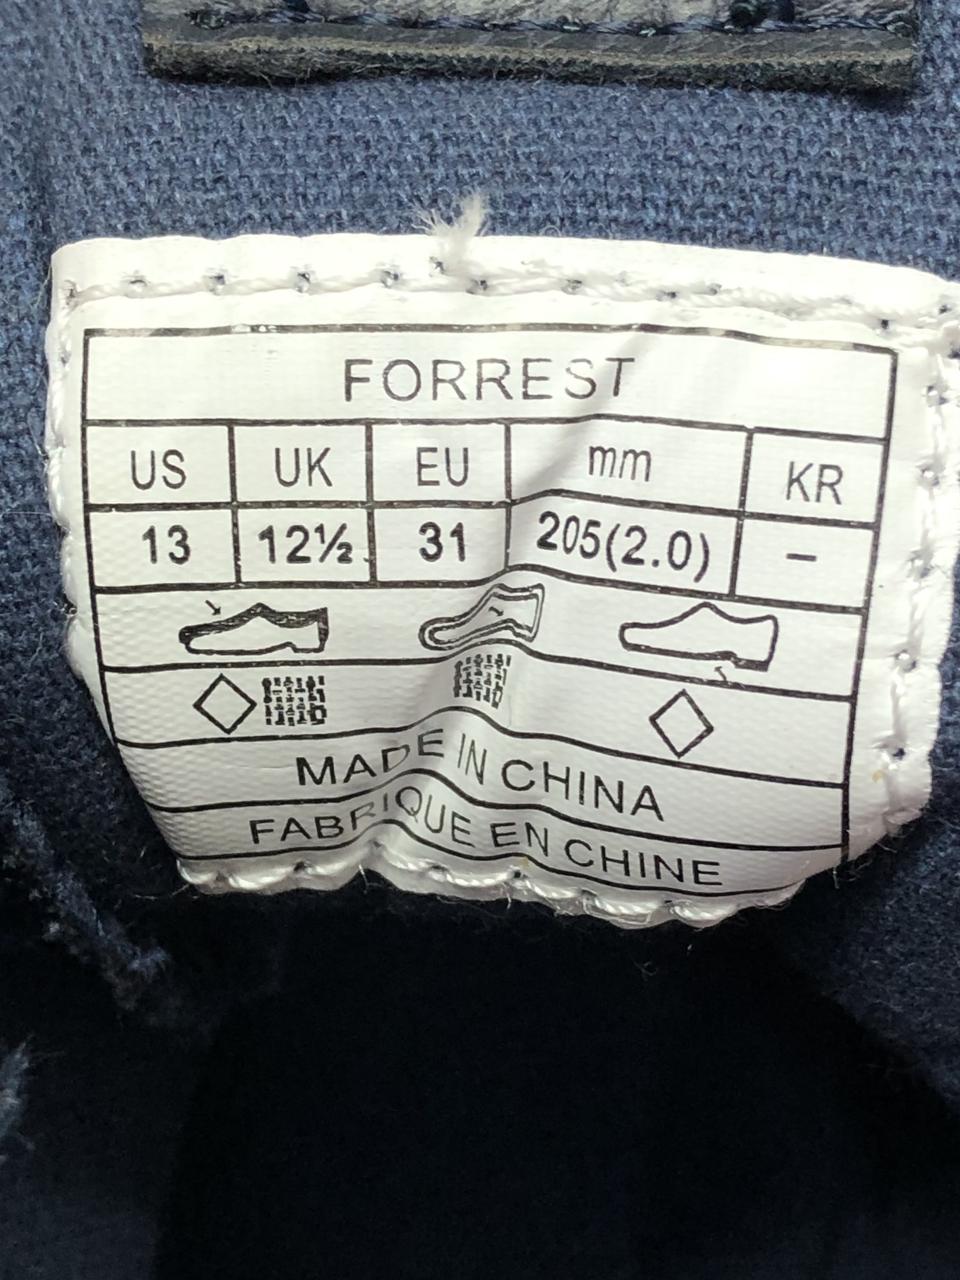 FORREST
US UK EU mm KR
13 12½ 31 205(2.0) –
MADE IN CHINA
FABRIQUE EN CHINE